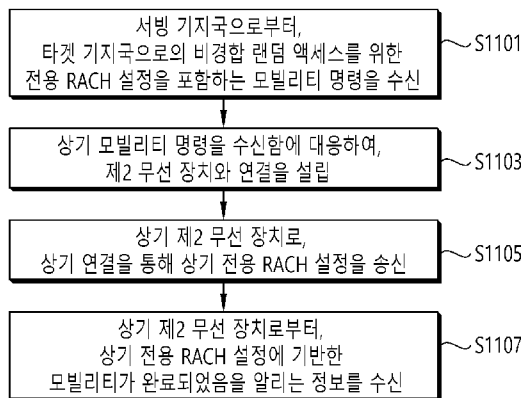 서빙 기지국으로부터,
타겟 기지국으로의 비경합 랜덤 액세스를 위한
전용 RACH 설정을 포함하는 모빌리티 명령을 수신
S1101
상기 모빌리티 명령을 수신함에 대응하여,
제2 무선 장치와 연결을 설립
S1103
상기 제2 무선 장치로,
상기 연결을 통해 상기 전용 RACH 설정을 송신
S1105
상기 제2 무선 장치로부터,
상기 전용 RACH 설정에 기반한
모빌리티가 완료되었음을 알리는 정보를 수신
S1107